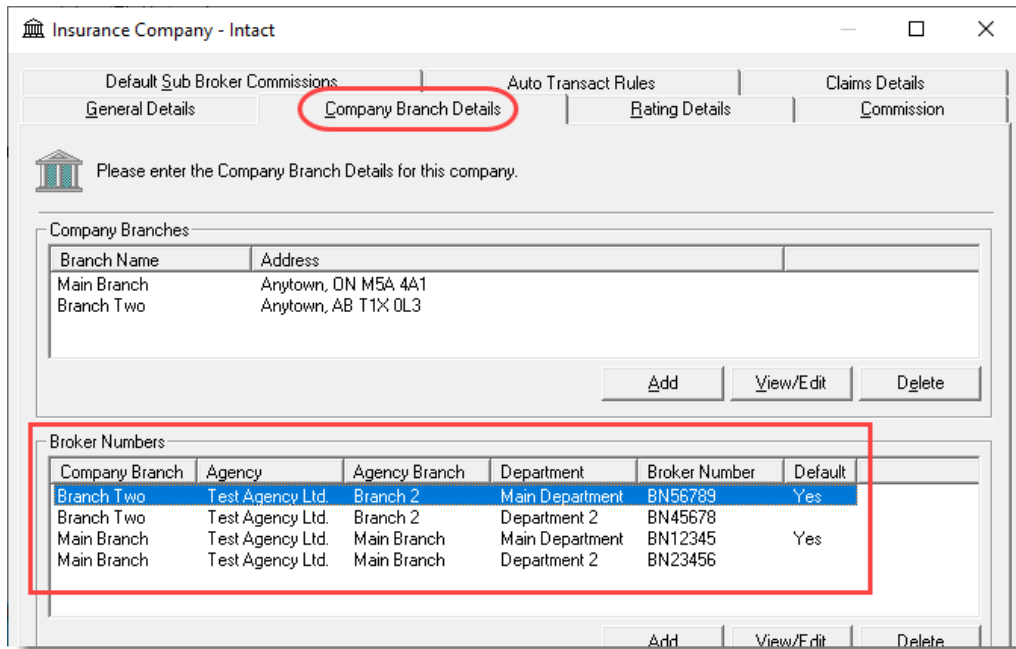 Insurance Company - Intact
Default Sub Broker Commissions Auto Transact Rules Claims Details
General Details Company Branch Details Rating Details Commission
Please enter the Company Branch Details for this company.
Company Branches
Branch Name Address
Main Branch Anytown, ON M5A 4A1
Branch Two Anytown, AB T1X 0L3
Add View/Edit Delete
Broker Numbers
Company Branch Agency Agency Branch Department Broker Number Default
Branch Two Test Agency Ltd. Branch 2 Main Department BN56789 Yes
Branch Two Test Agency Ltd. Branch 2 Department 2 BN45678
Main Branch Test Agency Ltd. Main Branch Main Department BN12345 Yes
Main Branch Test Agency Ltd. Main Branch Department 2 BN23456
Add View/Edit Delete